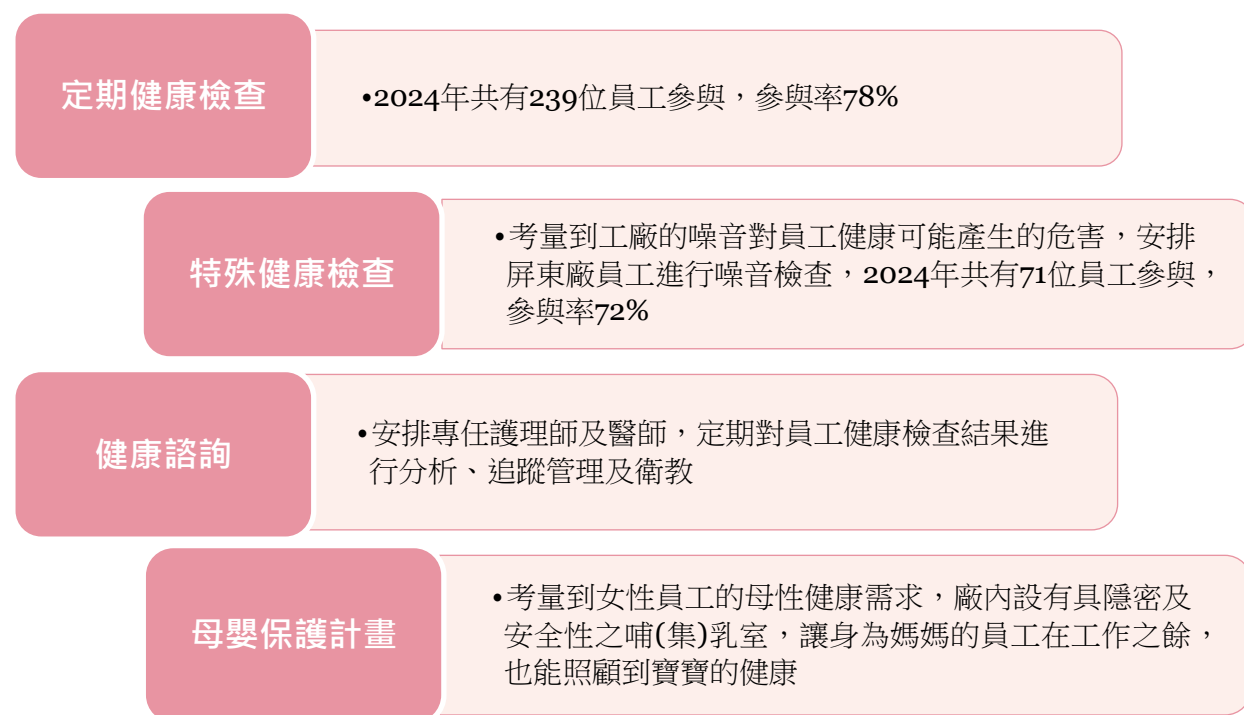 定期健康檢查
•2024年共有239位員工參與，參與率78%
特殊健康檢查
•考量到工廠的噪音對員工健康可能產生的危害，安排
屏東廠員工進行噪音檢查，2024年共有71位員工參與，
參與率72%
健康諮詢
•安排專任護理師及醫師，定期對員工健康檢查結果進
行分析、追蹤管理及衛教
母嬰保護計畫
•考量到女性員工的母性健康需求，廠內設有具隱密及
安全性之哺(集)乳室，讓身為媽媽的員工在工作之餘，
也能照顧到寶寶的健康